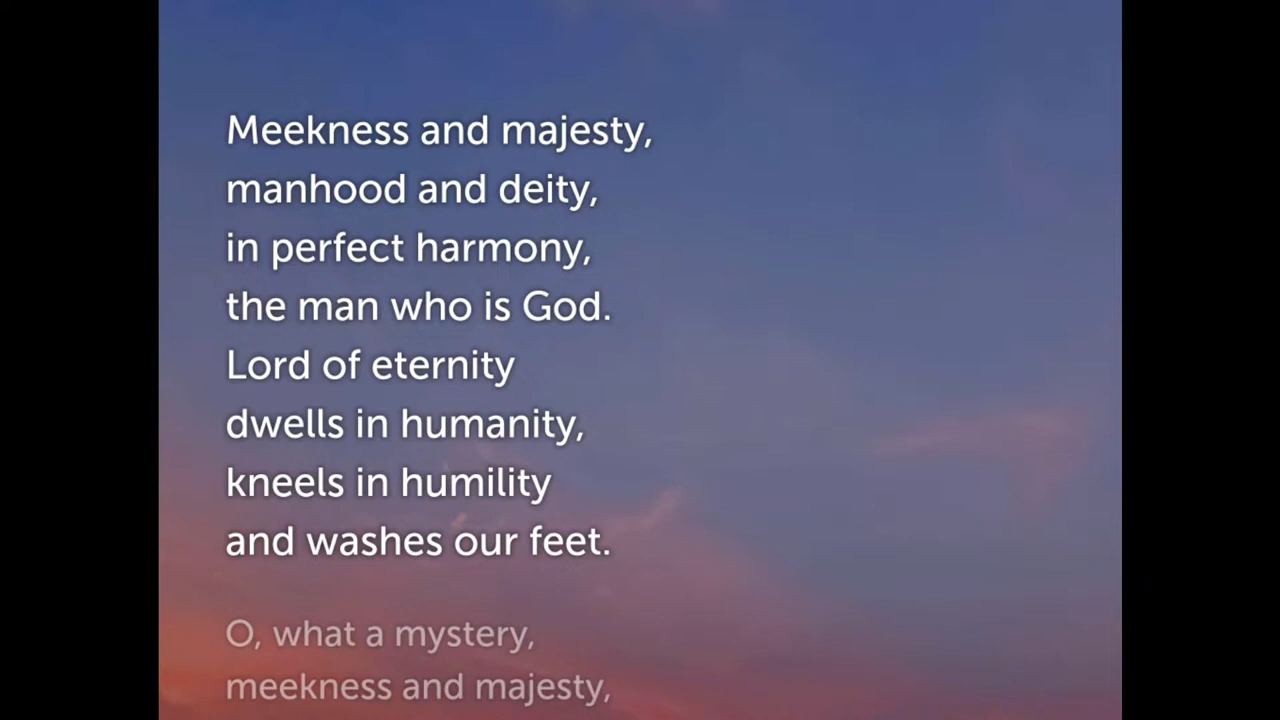 Meekness and majesty,
manhood and deity,
in perfect harmony,
the man who is God.
Lord of eternity
dwells in humanity,
kneels in humility
and washes our feet.
O, what a mystery,
meekness and majesty,